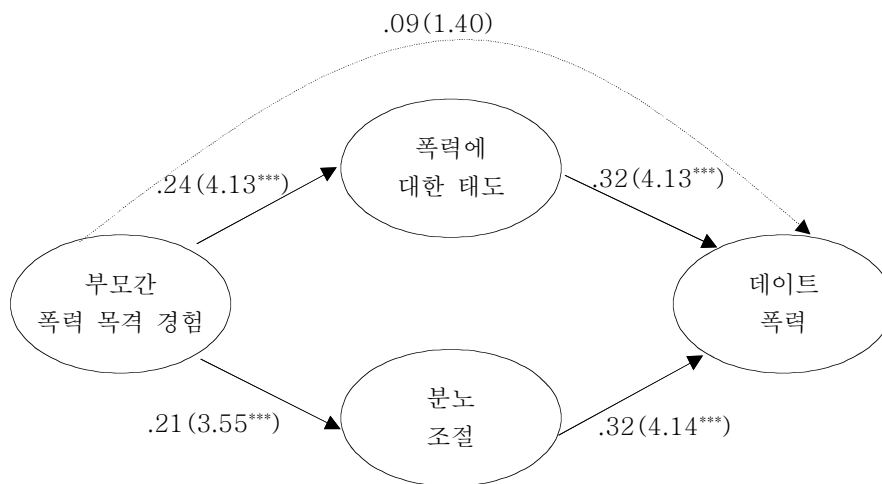 .09(1.40)
폭력에
대한 태도
.24(4.13***)
.32(4.13***)
부모간
폭력 목격 경험
데이트
폭력
분노
조절
.21(3.55***)
.32(4.14***)